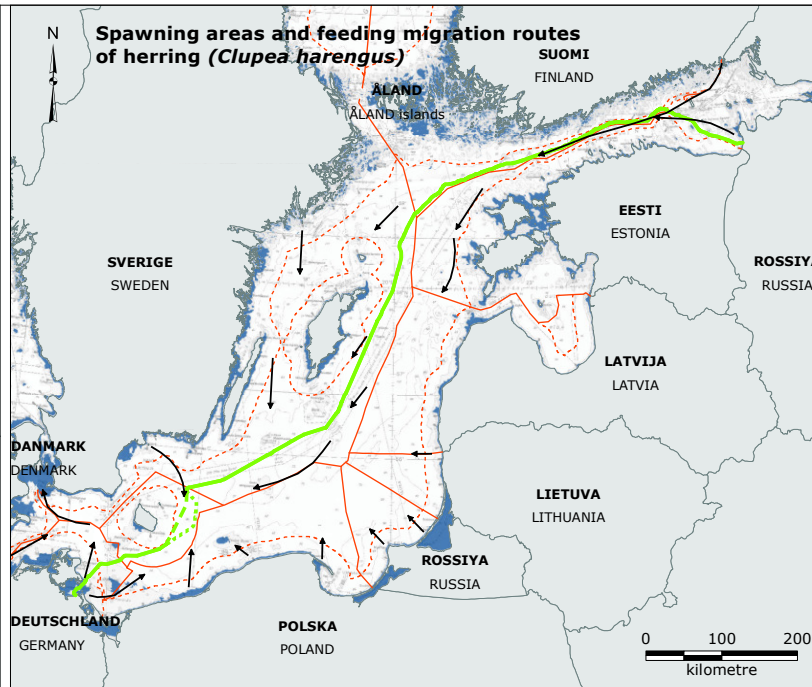 Spawning areas and feeding migration routes
of herring (Clupea harengus)
N
SUOMI
FINLAND
ÅLAND
ÅLAND islands
EESTI
ESTONIA
SVERIGE
SWEDEN
ROSSIYA
RUSSIA
LATVIJA
LATVIA
DANMARK
DENMARK
LIETUVA
LITHUANIA
ROSSIYA
RUSSIA
DEUTSCHLAND
GERMANY
POLSKA
POLAND
0 100 200
kilometre